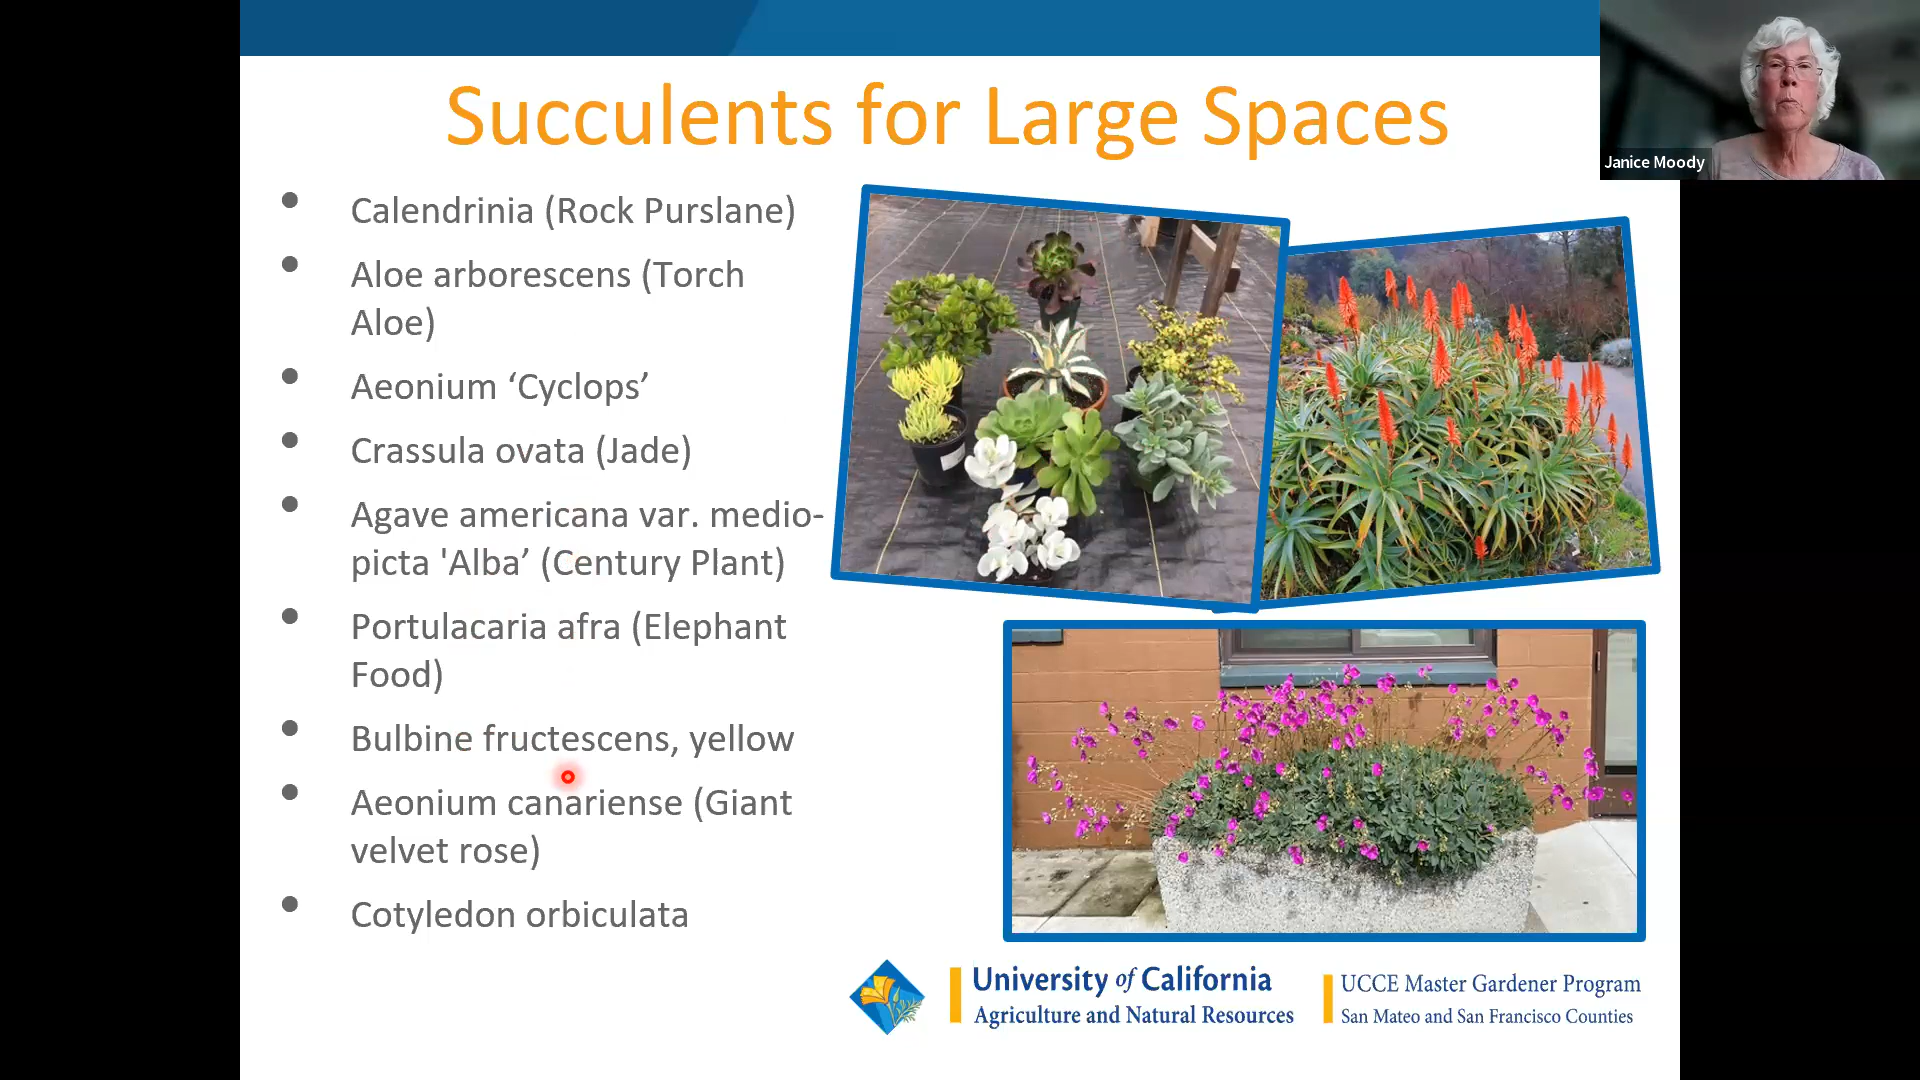 Succulents for Large Spaces
Janice Moody
• Calendrinia (Rock Purslane)
• Aloe arborescens (Torch
Aloe)
• Aeonium ‘Cyclops’
• Crassula ovata (Jade)
• Agave americana var. medio-
picta 'Alba’ (Century Plant)
• Portulacaria afra (Elephant
Food)
• Bulbine fructescens, yellow
• Aeonium canariense (Giant
velvet rose)
• Cotyledon orbiculata
University of California
Agriculture and Natural Resources
UCCE Master Gardener Program
San Mateo and San Francisco Counties